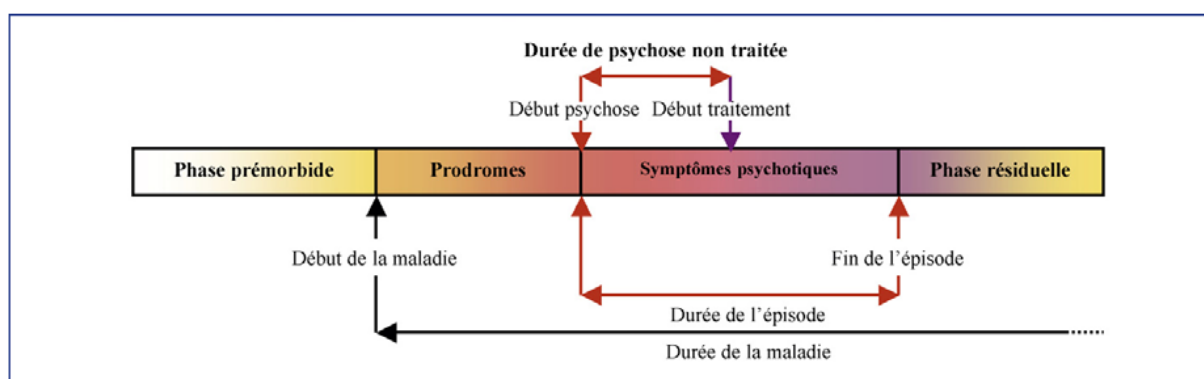 Durée de psychose non traitée
Début psychose Début traitement
Phase prémorbide Prodromes Symptômes psychotiques Phase résiduelle
Début de la maladie Fin de l'épisode
Durée de l'épisode
Durée de la maladie